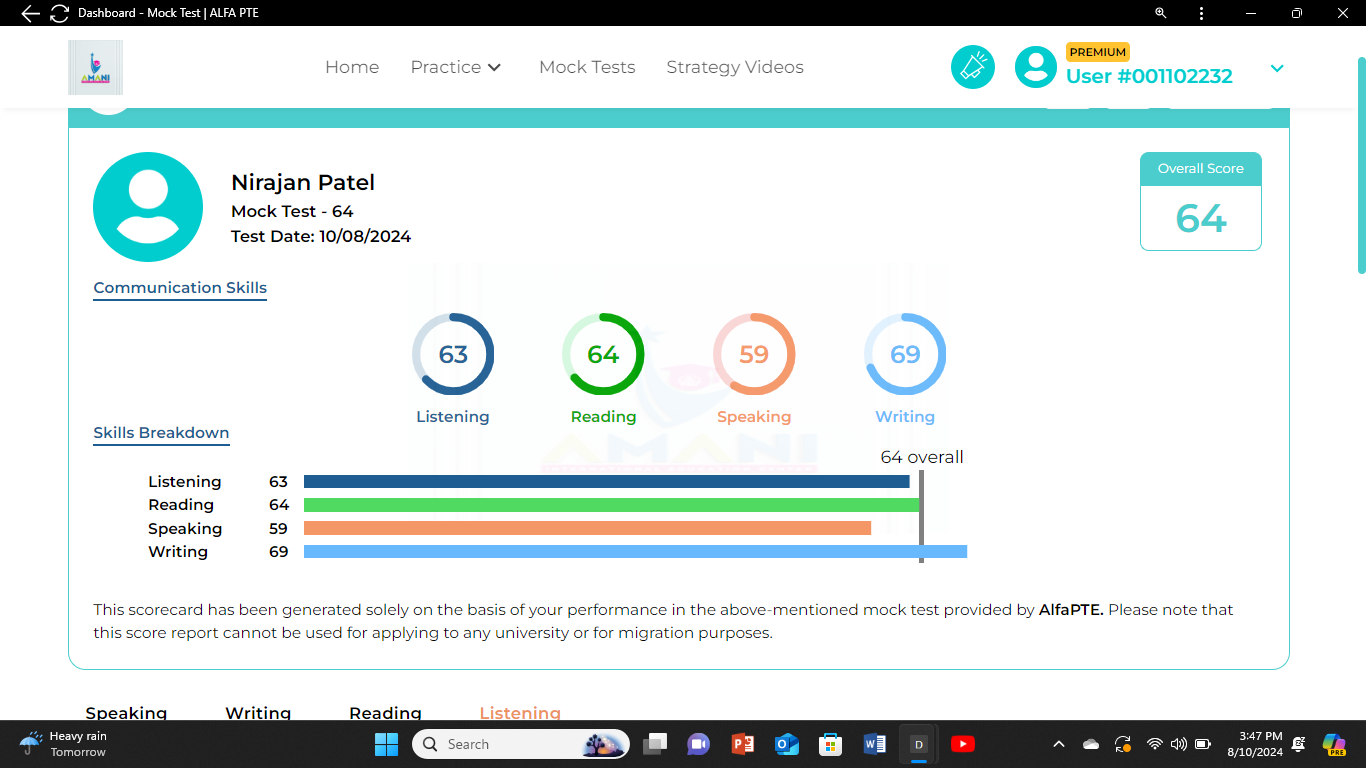 Dashboard - Mock Test | ALFA PTE
AMANI
Home Practice Mock Tests Strategy Videos
PREMIUM
User #001102232
Nirajan Patel
Mock Test - 64
Test Date: 10/08/2024
Overall Score
64
Communication Skills
63 64 59 69
Listening Reading Speaking Writing
AMANI
Skills Breakdown
64 overall
Listening 63
Reading 64
Speaking 59
Writing 69
This scorecard has been generated solely on the basis of your performance in the above-mentioned mock test provided by AlfaPTE. Please note that
this score report cannot be used for applying to any university or for migration purposes.
Speaking Writing Reading Listening
Heavy rain
Tomorrow
Search
D
3:47 PM
8/10/2024
PRE